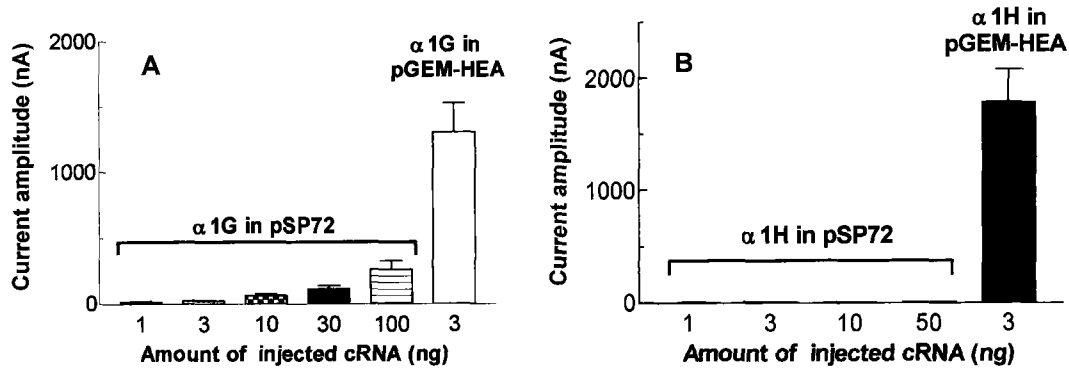 A
α 1G in
pGEM-HEA
α 1G in pSP72
Current amplitude (nA)
2000
1000
0
1 3 10 30 100 3
Amount of injected cRNA (ng)
B
α 1H in
pGEM-HEA
α 1H in pSP72
Current amplitude (nA)
2000
1000
0
1 3 10 50 3
Amount of injected cRNA (ng)